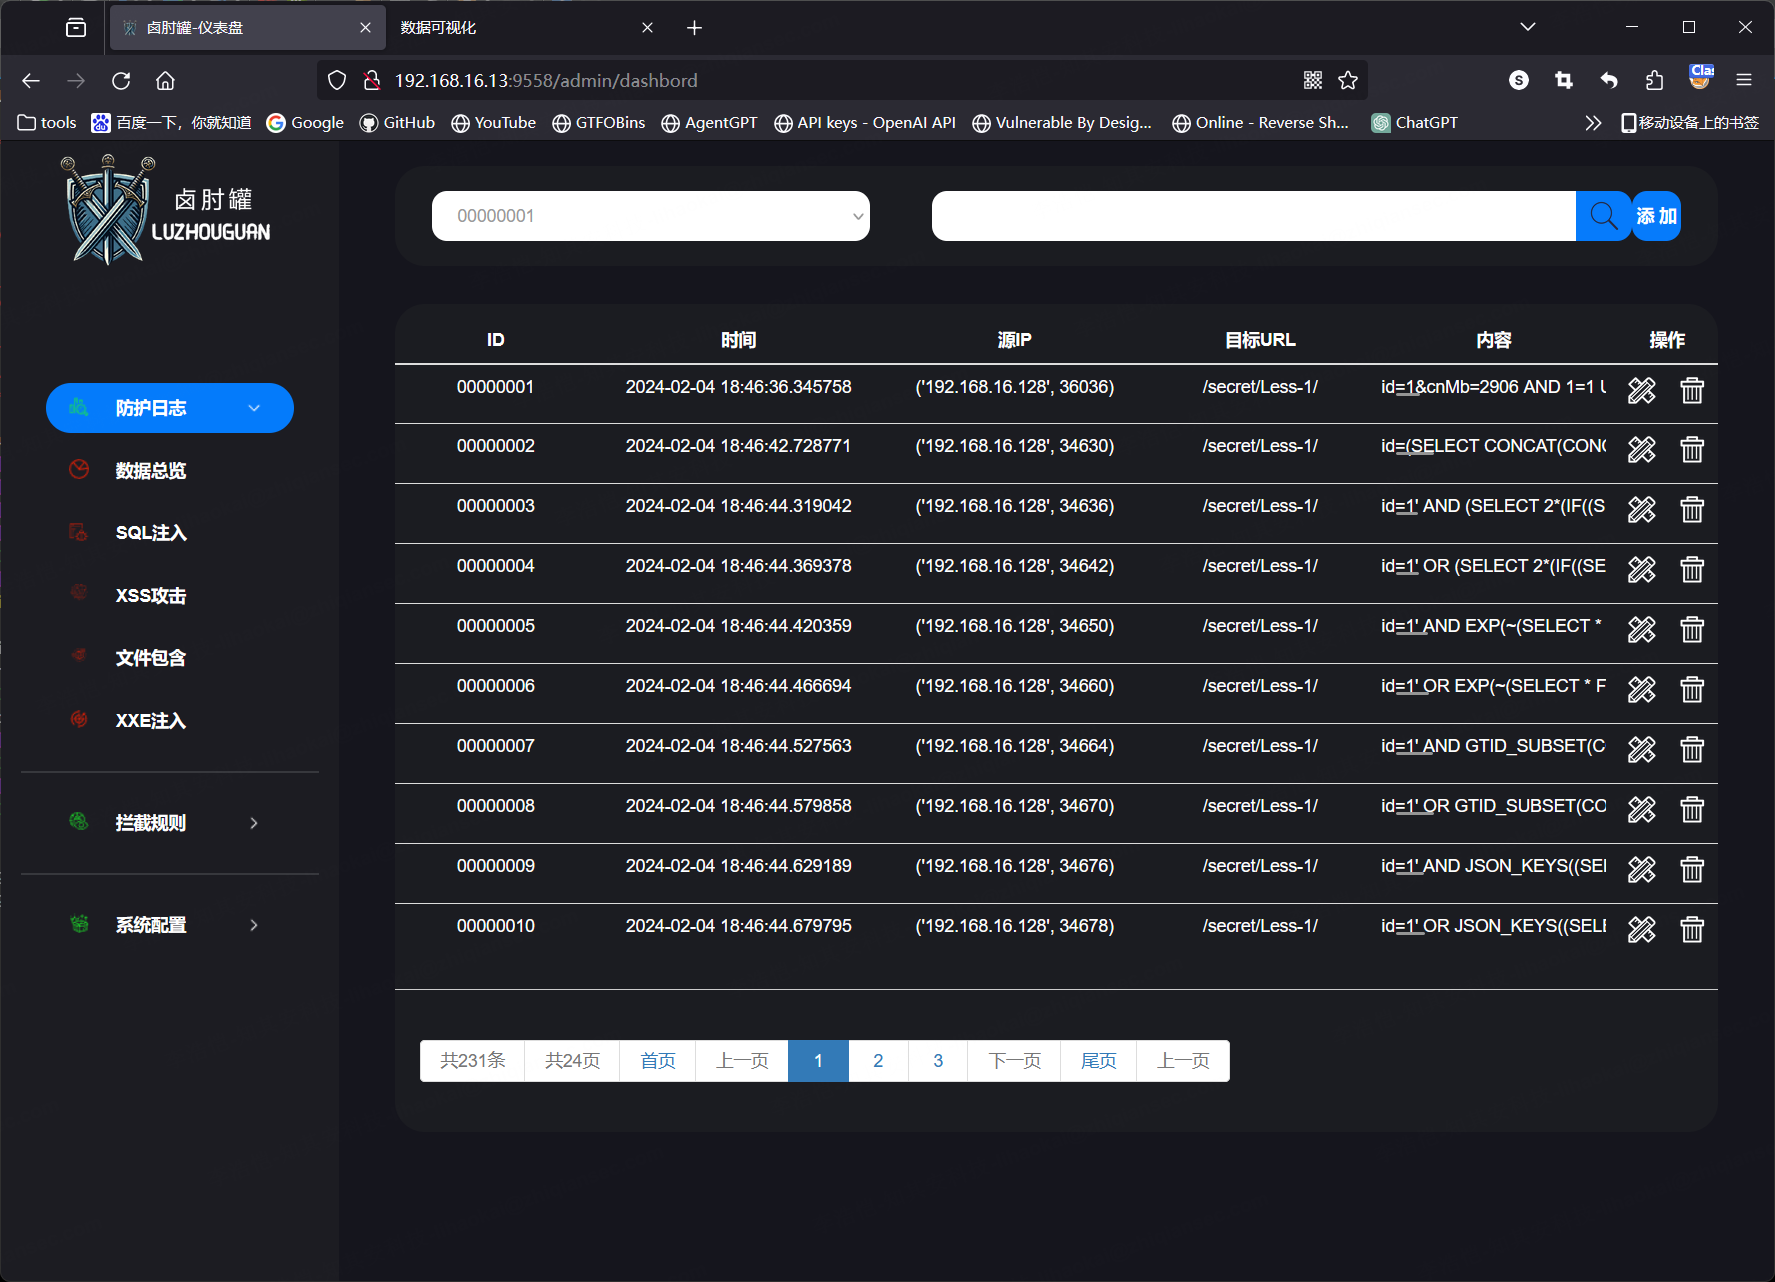 卤肘罐-仪表盘
数据可视化
192.168.16.13:9558/admin/dashbord
tools
百度一下，你就知道
Google
GitHub
YouTube
GTFOBins
AgentGPT
API keys - OpenAI API
Vulnerable By Desig...
Online - Reverse Sh...
ChatGPT
移动设备上的书签
卤肘罐
LUZHOUGUAN
防护日志
数据总览
SQL注入
XSS攻击
文件包含
XXE注入
拦截规则
系统配置
00000001
添加
ID 时间 源IP 目标URL 内容 操作
00000001 2024-02-04 18:46:36.345758 ('192.168.16.128', 36036) /secret/Less-1/ id=1&cnMb=2906 AND 1=1 U
00000002 2024-02-04 18:46:42.728771 ('192.168.16.128', 34630) /secret/Less-1/ id=(SELECT CONCAT(CONC
00000003 2024-02-04 18:46:44.319042 ('192.168.16.128', 34636) /secret/Less-1/ id=1' AND (SELECT 2*(IF((S
00000004 2024-02-04 18:46:44.369378 ('192.168.16.128', 34642) /secret/Less-1/ id=1' OR (SELECT 2*(IF((SE
00000005 2024-02-04 18:46:44.420359 ('192.168.16.128', 34650) /secret/Less-1/ id=1' AND EXP(~(SELECT *
00000006 2024-02-04 18:46:44.466694 ('192.168.16.128', 34660) /secret/Less-1/ id=1' OR EXP(~(SELECT * F
00000007 2024-02-04 18:46:44.527563 ('192.168.16.128', 34664) /secret/Less-1/ id=1' AND GTID_SUBSET(C
00000008 2024-02-04 18:46:44.579858 ('192.168.16.128', 34670) /secret/Less-1/ id=1' OR GTID_SUBSET(CO
00000009 2024-02-04 18:46:44.629189 ('192.168.16.128', 34676) /secret/Less-1/ id=1' AND JSON_KEYS((SEL
00000010 2024-02-04 18:46:44.679795 ('192.168.16.128', 34678) /secret/Less-1/ id=1' OR JSON_KEYS((SELE
共231条 共24页 首页 上一页 1 2 3 下一页 尾页 上一页